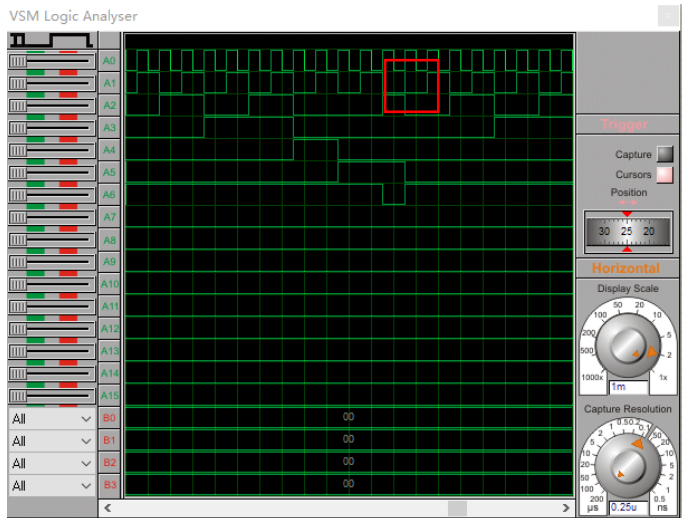 VSM Logic Analyser
A0
A1
A2
A3
A4
A5
A6
A7
A8
A9
A10
A11
A12
A13
A14
A15
All B0 00
All B1 00
All B2 00
All B3 00
Trigger
Capture
Cursors
Position
30 25 20
Horizontal
Display Scale
1000x 500 200 100 50 20 10 5 2 1x
1m
Capture Resolution
200 100 50 20 10 5 2 1 0.5 0.2 0.1 50 20 10 5 2 1 0.5
µs 0.25u ns